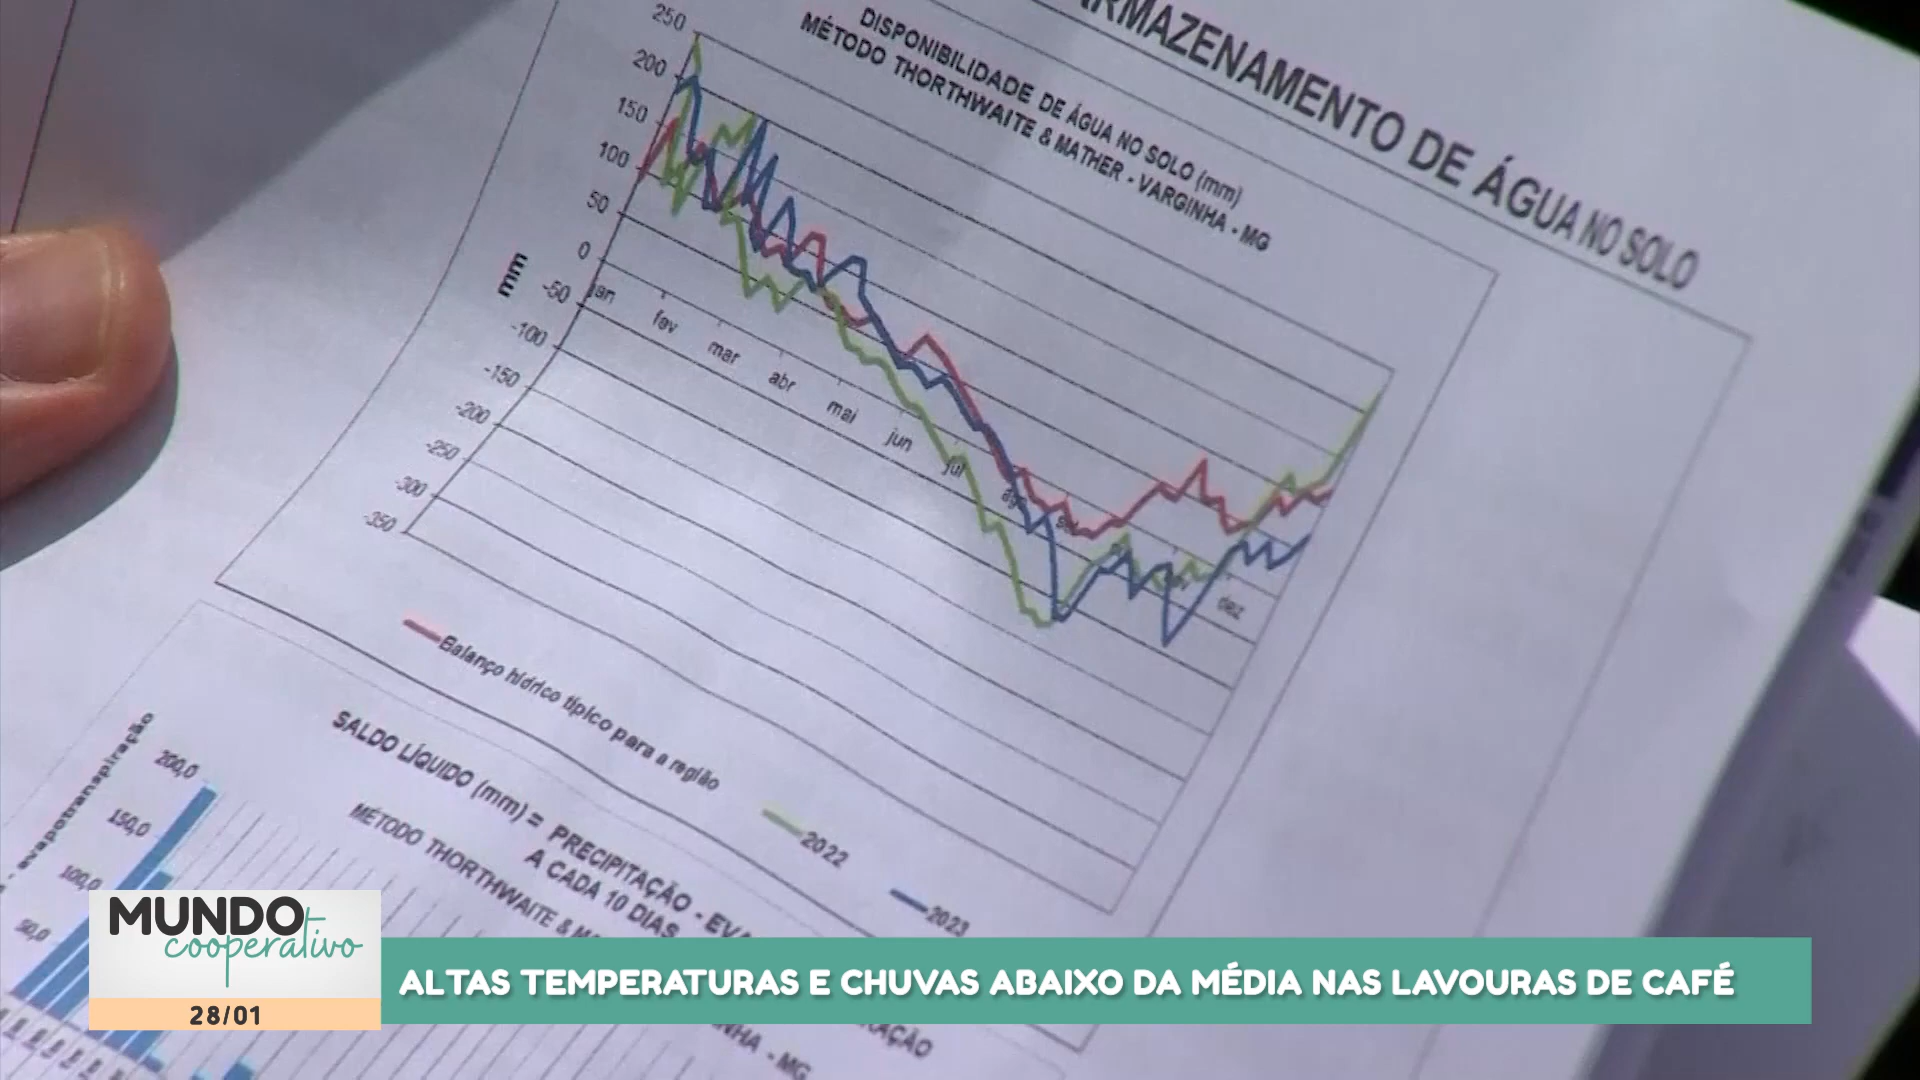 ARMAZENAMENTO DE ÁGUA NO SOLO
DISPONIBILIDADE DE ÁGUA NO SOLO (mm)
MÉTODO THORTHWAITE & MATHER - VARGINHA - MG
250
200
150
100
50
0
-50
-100
-150
-200
-250
-300
-350
mm
jan
fev
mar
abr
mai
jun
jul
ago
set
dez
Balanço hídrico típico para a região
2022
2023
SALDO LÍQUIDO (mm) = PRECIPITAÇÃO - EVA
A CADA 10 DIAS
MÉTODO THORTHWAITE & MA
NHA - MG
evapotranspiração
200,0
150,0
100,0
50,0
MUNDO
cooperativo
28/01
ALTAS TEMPERATURAS E CHUVAS ABAIXO DA MÉDIA NAS LAVOURAS DE CAFÉ